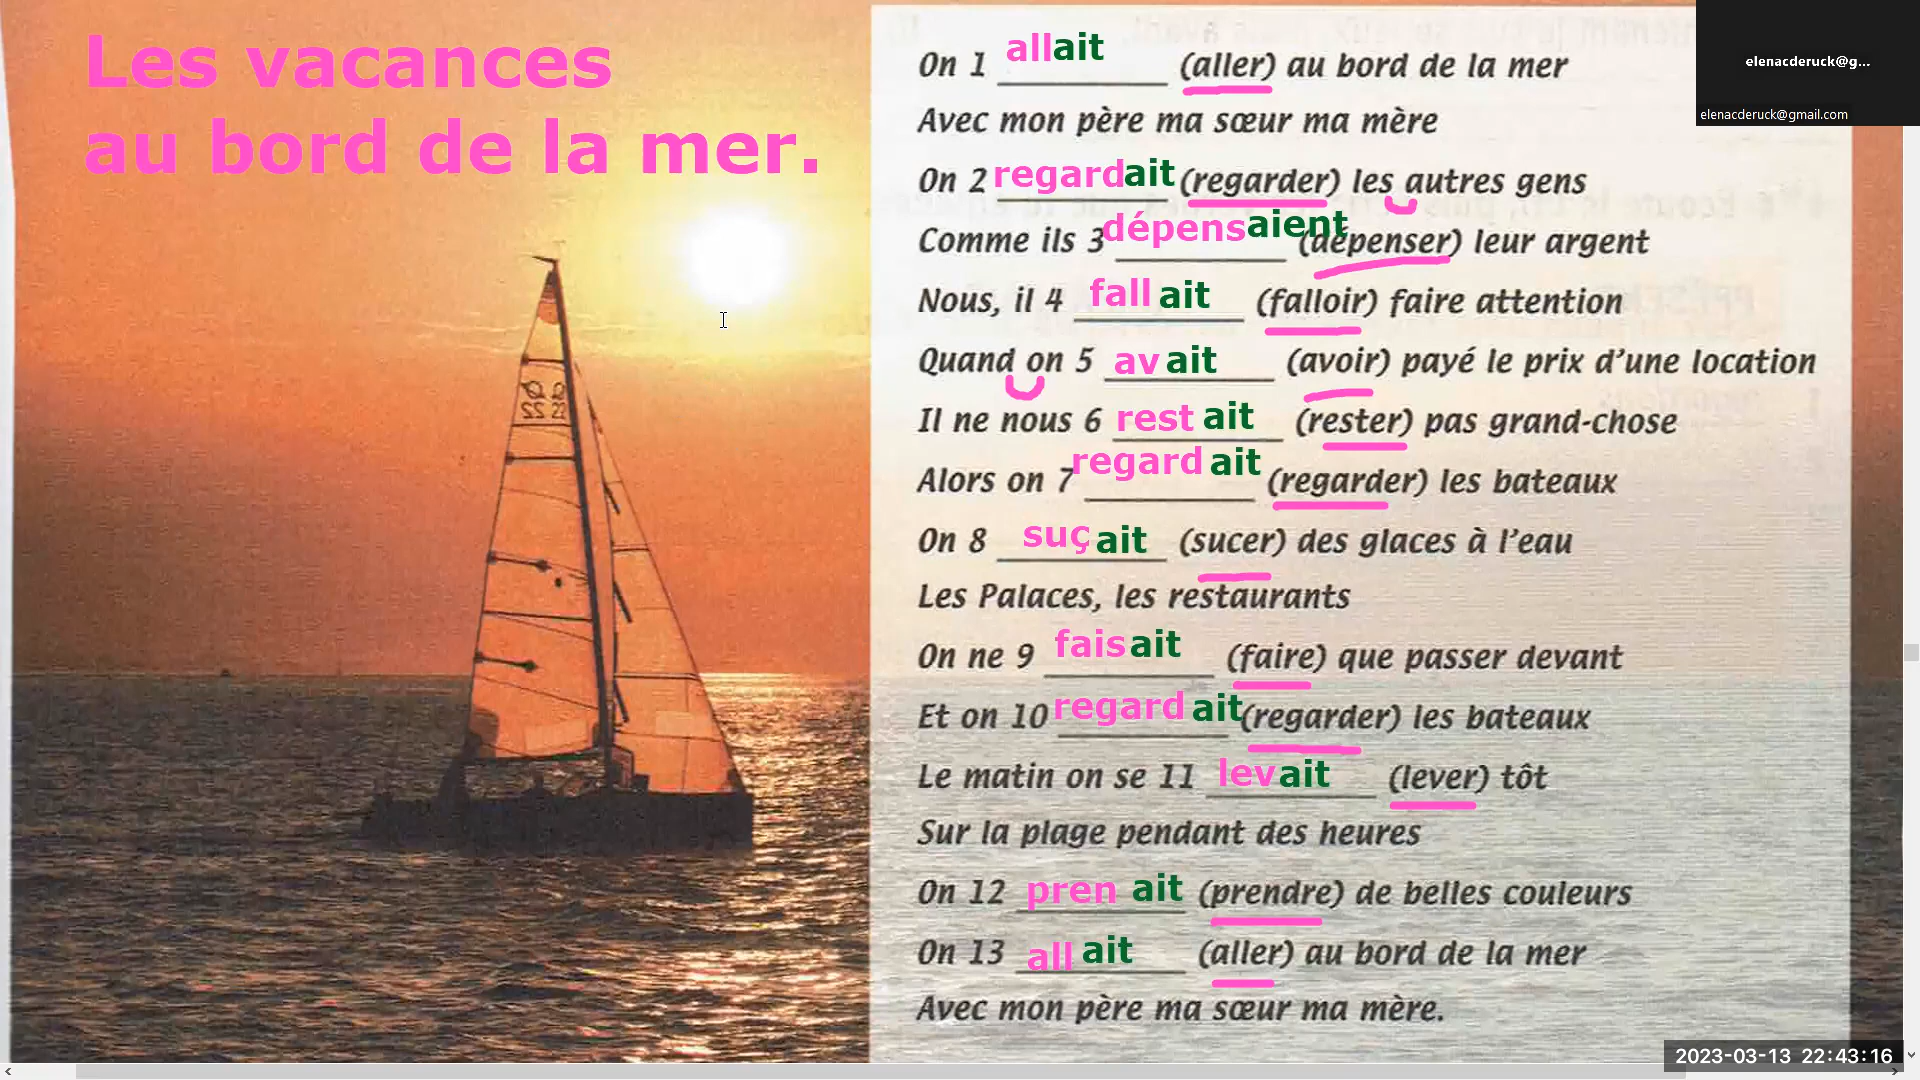 Les vacances
au bord de la mer.
On 1 allait (aller) au bord de la mer
Avec mon père ma sœur ma mère
On 2 regardait (regarder) les autres gens
Comme ils 3 dépensaient (dépenser) leur argent
Nous, il 4 fallait (falloir) faire attention
Quand on 5 avait (avoir) payé le prix d'une location
Il ne nous 6 restait (rester) pas grand-chose
Alors on 7 regardait (regarder) les bateaux
On 8 suçait (sucer) des glaces à l'eau
Les Palaces, les restaurants
On ne 9 faisait (faire) que passer devant
Et on 10 regardait (regarder) les bateaux
Le matin on se 11 levait (lever) tôt
Sur la plage pendant des heures
On 12 prenait (prendre) de belles couleurs
On 13 allait (aller) au bord de la mer
Avec mon père ma sœur ma mère.
elenacderuck@g...
elenacderuck@gmail.com
2023-03-13 22:43:16